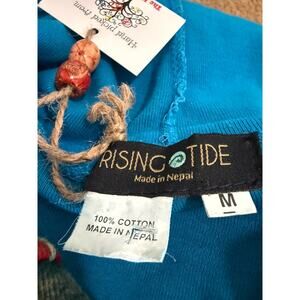 Hand picked from
RISING TIDE
Made in Nepal
M
100% COTTON
MADE IN NEPAL